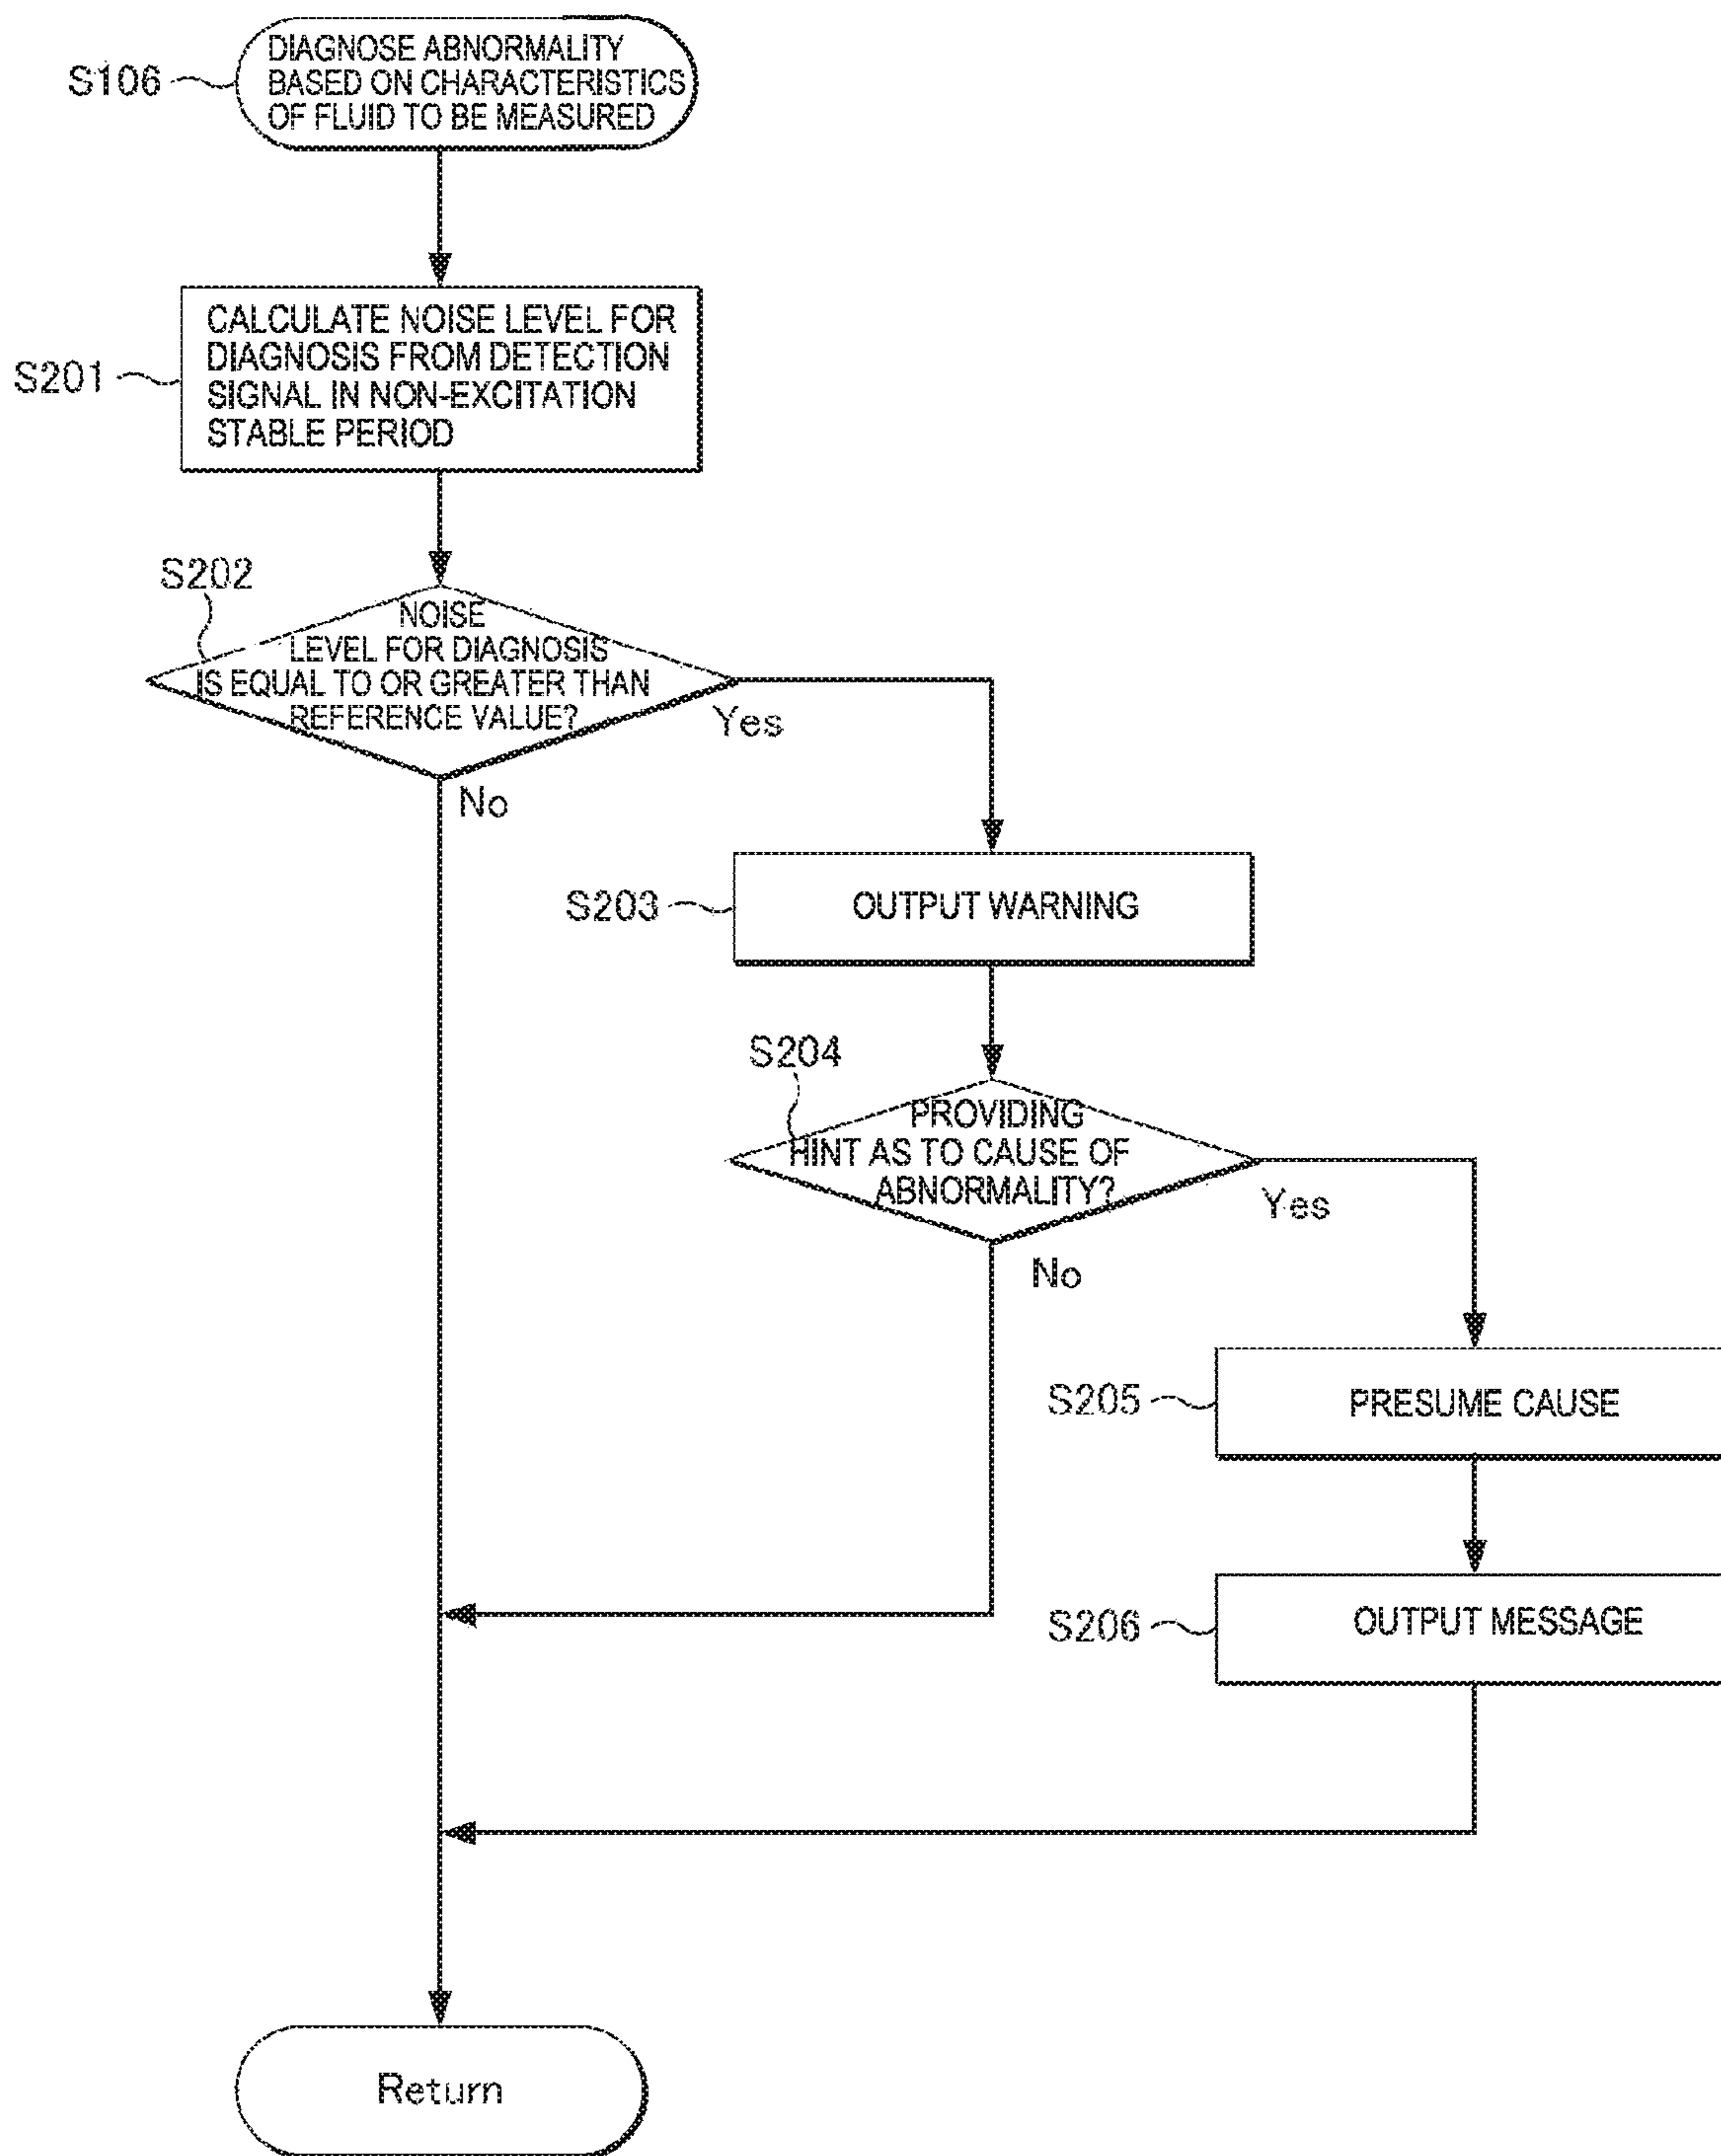 DIAGNOSE ABNORMALITY
BASED ON CHARACTERISTICS
OF FLUID TO BE MEASURED
S106
CALCULATE NOISE LEVEL FOR
DIAGNOSIS FROM DETECTION
SIGNAL IN NON-EXCITATION
STABLE PERIOD
S201
S202
NOISE
LEVEL FOR DIAGNOSIS
IS EQUAL TO OR GREATER THAN
REFERENCE VALUE?
Yes
No
S203
OUTPUT WARNING
S204
PROVIDING
HINT AS TO CAUSE OF
ABNORMALITY?
Yes
No
S205
PRESUME CAUSE
S206
OUTPUT MESSAGE
Return